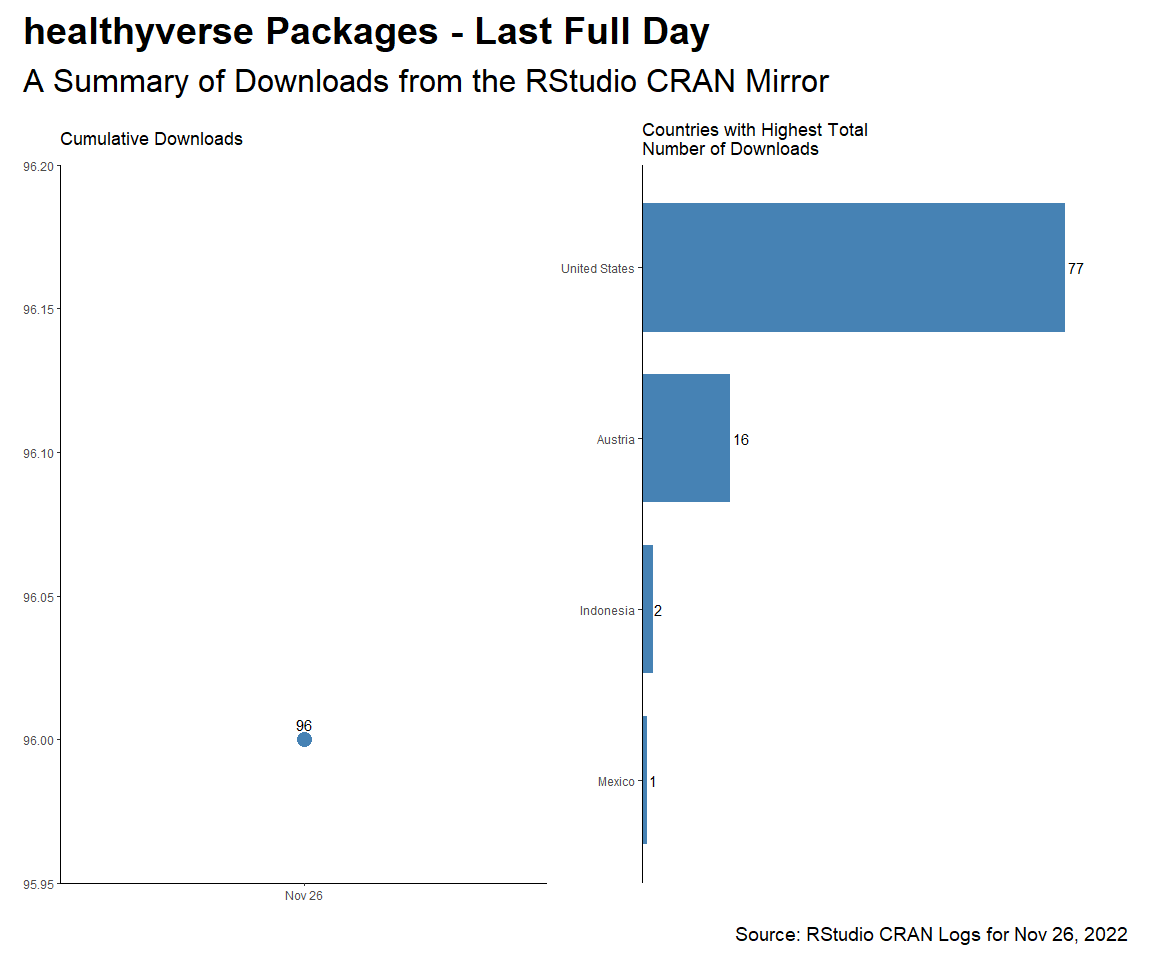 healthyverse Packages - Last Full Day
A Summary of Downloads from the RStudio CRAN Mirror
Cumulative Downloads
96.20
96.15
96.10
96.05
96.00
95.95
96
Nov 26
Countries with Highest Total
Number of Downloads
United States
77
Austria
16
Indonesia
2
Mexico
1
Source: RStudio CRAN Logs for Nov 26, 2022